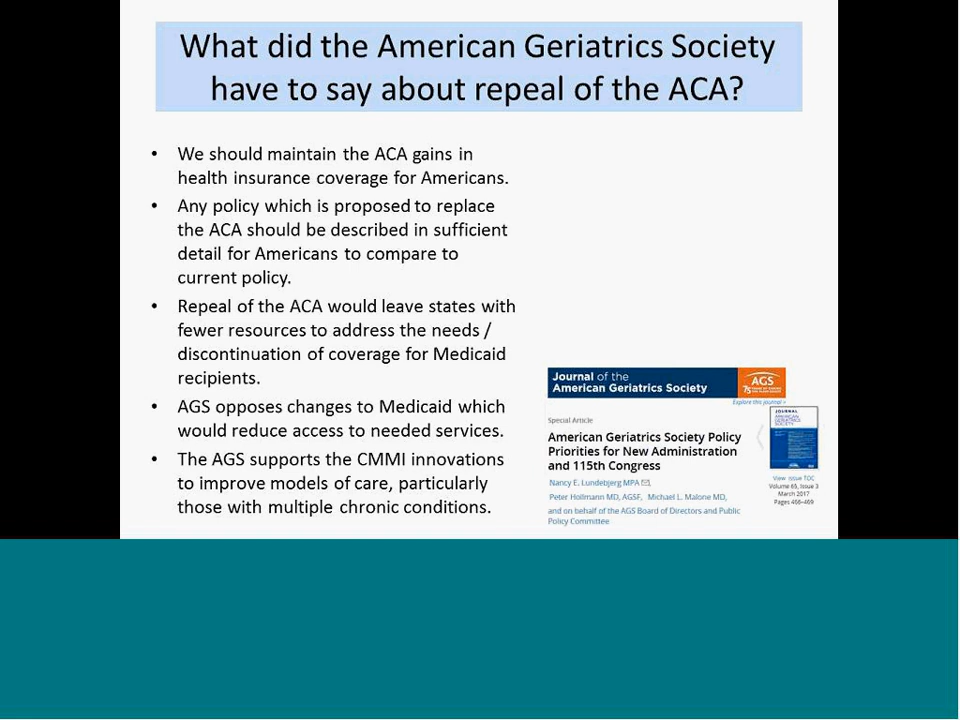 What did the American Geriatrics Society
have to say about repeal of the ACA?
• We should maintain the ACA gains in
health insurance coverage for Americans.
• Any policy which is proposed to replace
the ACA should be described in sufficient
detail for Americans to compare to
current policy.
• Repeal of the ACA would leave states with
fewer resources to address the needs /
discontinuation of coverage for Medicaid
recipients.
• AGS opposes changes to Medicaid which
would reduce access to needed services.
• The AGS supports the CMMI innovations
to improve models of care, particularly
those with multiple chronic conditions.
Journal of the
American Geriatrics Society
AGS
75
Explore this journal >
Special Article
American Geriatrics Society Policy
Priorities for New Administration
and 115th Congress
Nancy E. Lundebjerg MPA
Peter Hollmann MD, AGSF, Michael L. Malone MD,
and on behalf of the AGS Board of Directors and Public
Policy Committee
JOURNAL
AMERICAN
GERIATRICS
SOCIETY
View issue TOC
Volume 65, Issue 3
March 2017
Pages 466–469